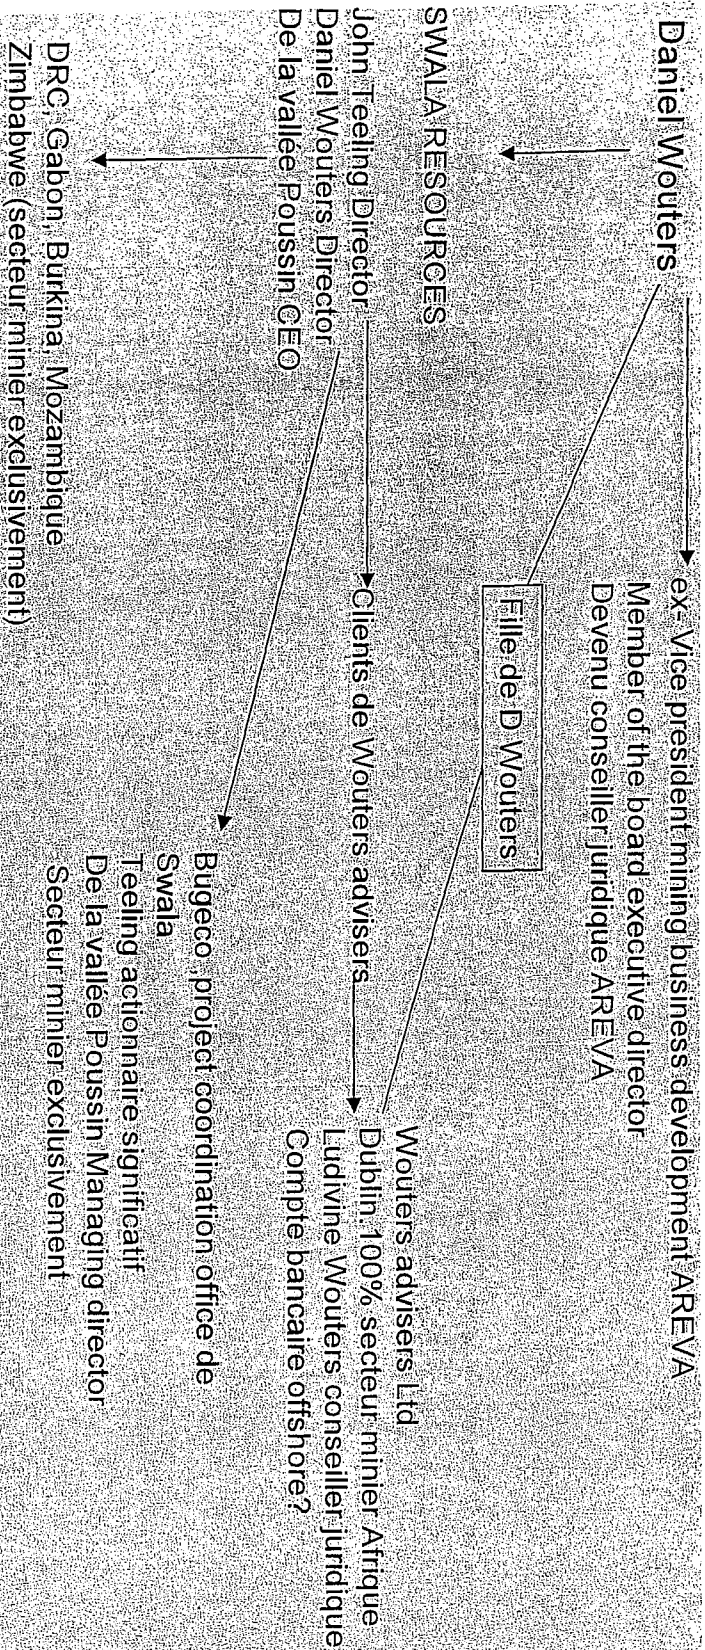 Daniel Wouters
ex- Vice president mining business development AREVA
Member of the board executive director
Devenu conseiller juridique AREVA
Fille de D Wouters
SWALA RESOURCES
John Teeling Director
Daniel Wouters Director
De la vallée Poussin CEO
Clients de Wouters advisers
Wouters advisers Ltd
Dublin.100% secteur minier Afrique
Ludivine Wouters conseiller juridique
Compte bancaire offshore?
Bugeco ,project coordination office de
Swala
Teeling actionnaire significatif
De la vallée Poussin Managing director
Secteur minier exclusivement
DRC, Gabon, Burkina, Mozambique
Zimbabwe (secteur minier exclusivement)